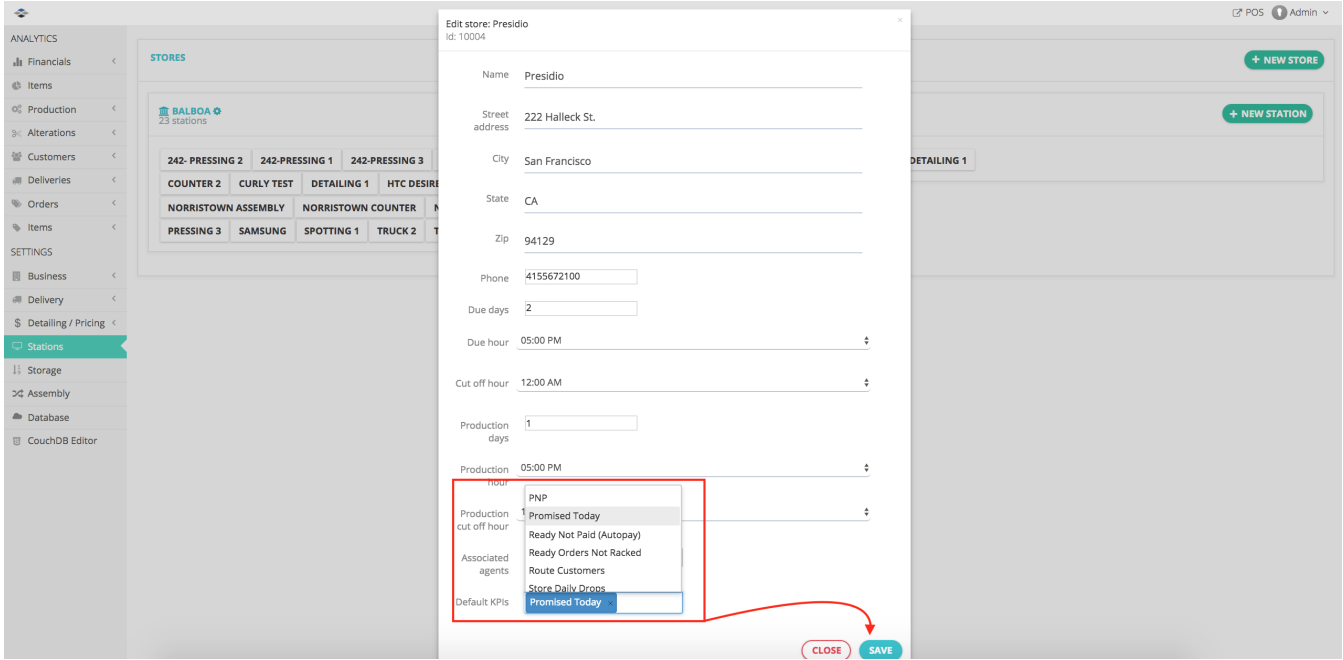 POS Admin
ANALYTICS
Financials
Items
Production
Alterations
Customers
Deliveries
Orders
Items
SETTINGS
Business
Delivery
$ Detailing / Pricing
Stations
Storage
Assembly
Database
CouchDB Editor
STORES
+ NEW STORE
BALBOA
23 stations
+ NEW STATION
242- PRESSING 2 242-PRESSING 1 242-PRESSING 3 DETAILING 1
COUNTER 2 CURLY TEST DETAILING 1 HTC DESIRE
NORRISTOWN ASSEMBLY NORRISTOWN COUNTER
PRESSING 3 SAMSUNG SPOTTING 1 TRUCK 2
Edit store: Presidio
Id: 10004
×
Name Presidio
Street address 222 Halleck St.
City San Francisco
State CA
Zip 94129
Phone 4155672100
Due days 2
Due hour 05:00 PM
Cut off hour 12:00 AM
Production days 1
Production hour 05:00 PM
Production cut off hour
Associated agents
PNP
Promised Today
Ready Not Paid (Autopay)
Ready Orders Not Racked
Route Customers
Store Daily Drops
Default KPIs Promised Today ×
CLOSE SAVE